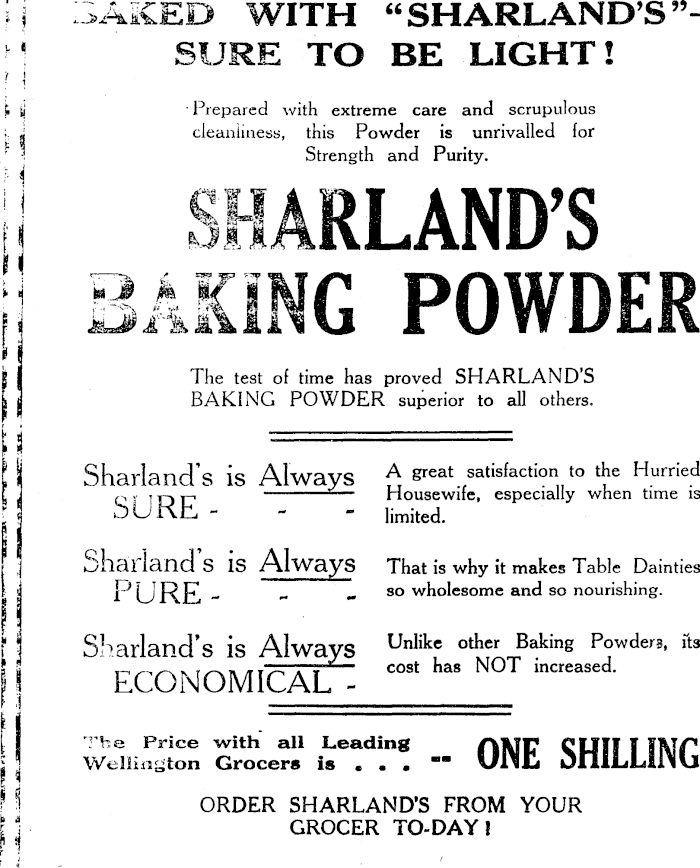 BAKED WITH “SHARLAND'S”-
SURE TO BE LIGHT!
Prepared with extreme care and scrupulous
cleanliness, this Powder is unrivalled for
Strength and Purity.
SHARLAND'S
BAKING POWDER
The test of time has proved SHARLAND'S
BAKING POWDER superior to all others.
Sharland's is Always
SURE - - -
A great satisfaction to the Hurried
Housewife, especially when time is
limited.
Sharland's is Always
PURE - - -
That is why it makes Table Dainties
so wholesome and so nourishing.
Sharland's is Always
ECONOMICAL -
Unlike other Baking Powders, its
cost has NOT increased.
The Price with all Leading
Wellington Grocers is . . . -- ONE SHILLING
ORDER SHARLAND'S FROM YOUR
GROCER TO-DAY!